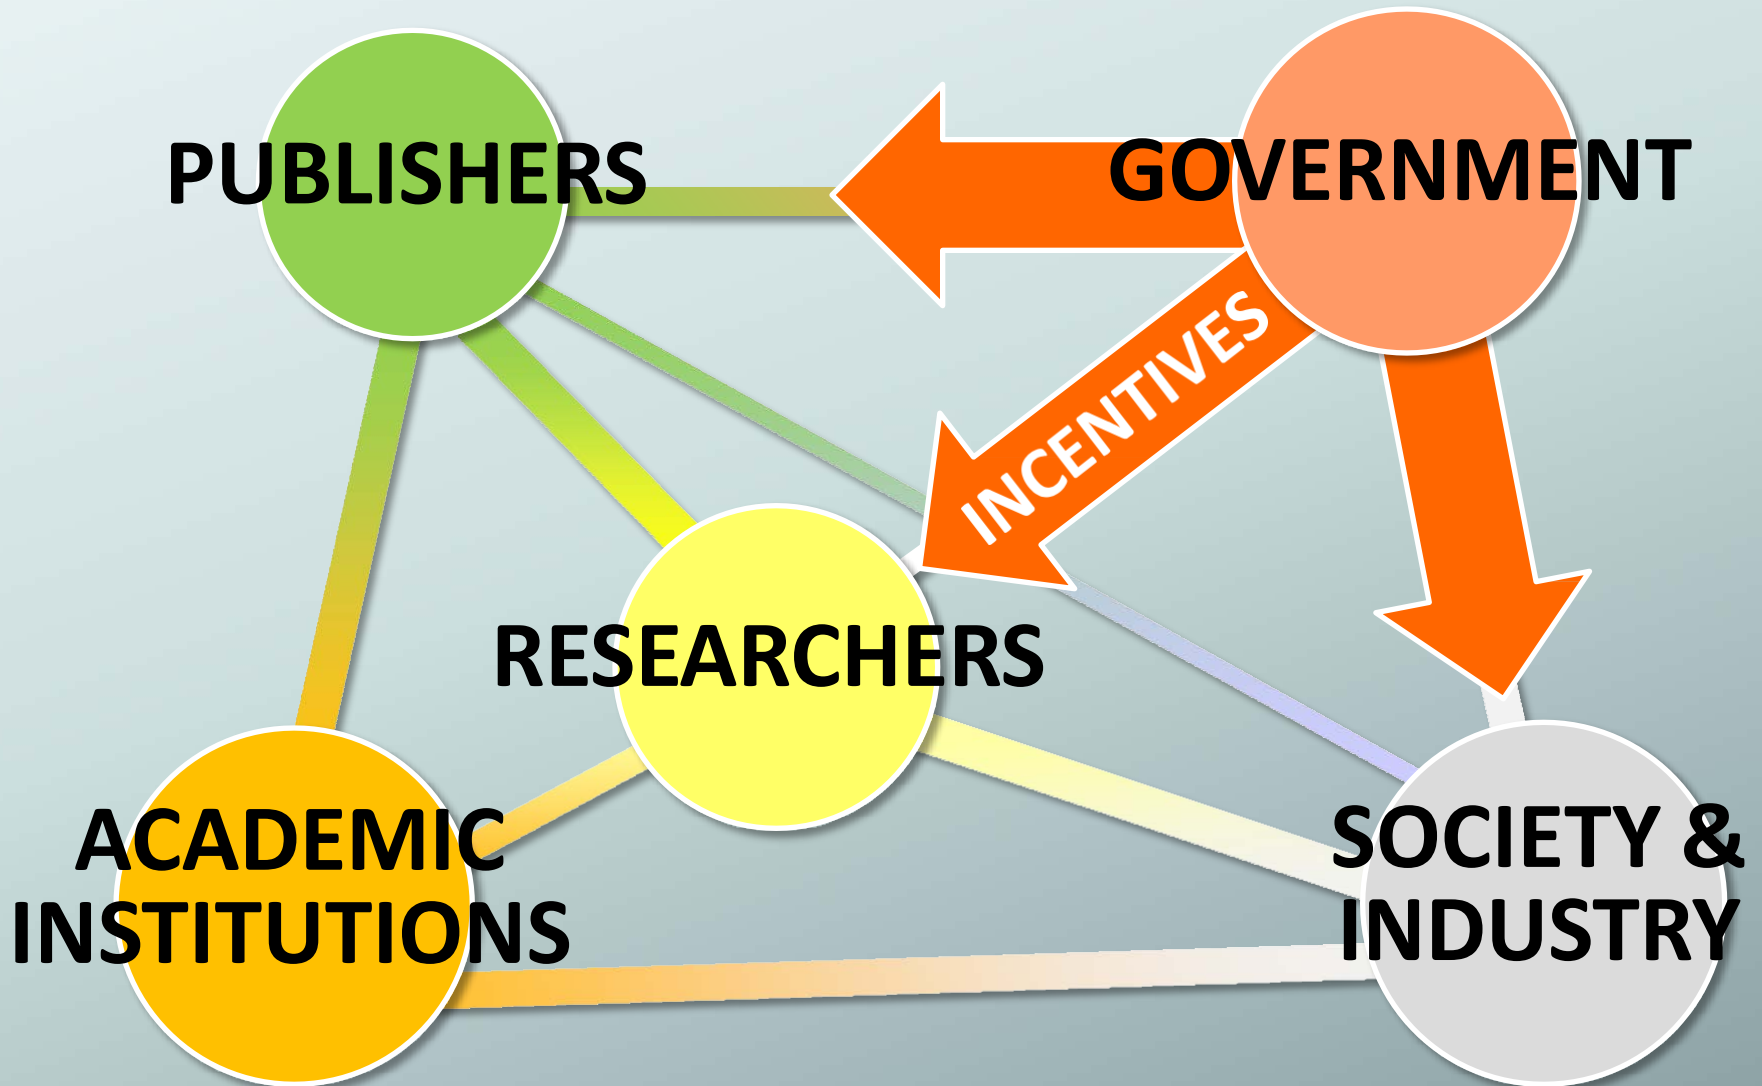 PUBLISHERS
GOVERNMENT
INCENTIVES
RESEARCHERS
ACADEMIC
INSTITUTIONS
SOCIETY &
INDUSTRY